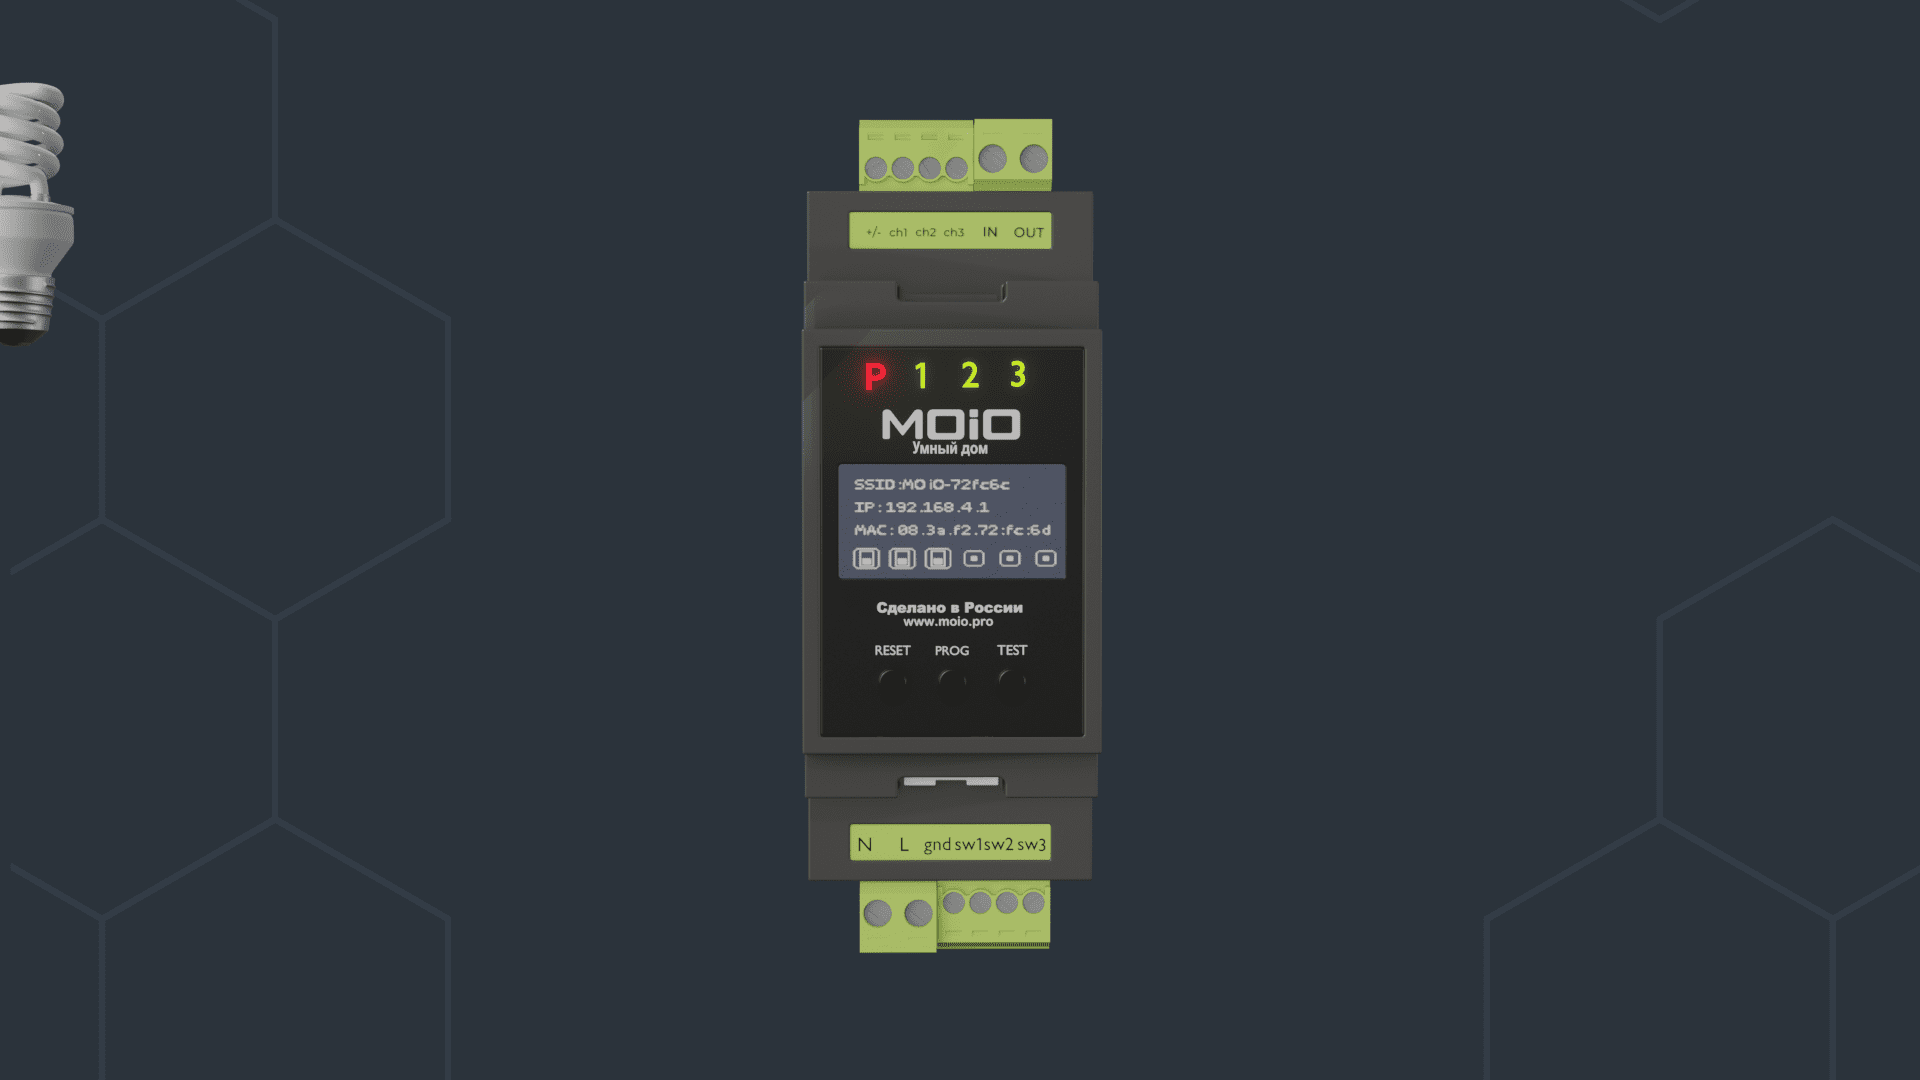 +/- ch1 ch2 ch3 IN OUT
P 1 2 3
MOiO
Умный дом
SSID:MOiO-72fc6c
IP:192.168.4.1
MAC:08.3a.f2.72:fc:6d
Сделано в России
www.moio.pro
RESET PROG TEST
N L gnd sw1 sw2 sw3